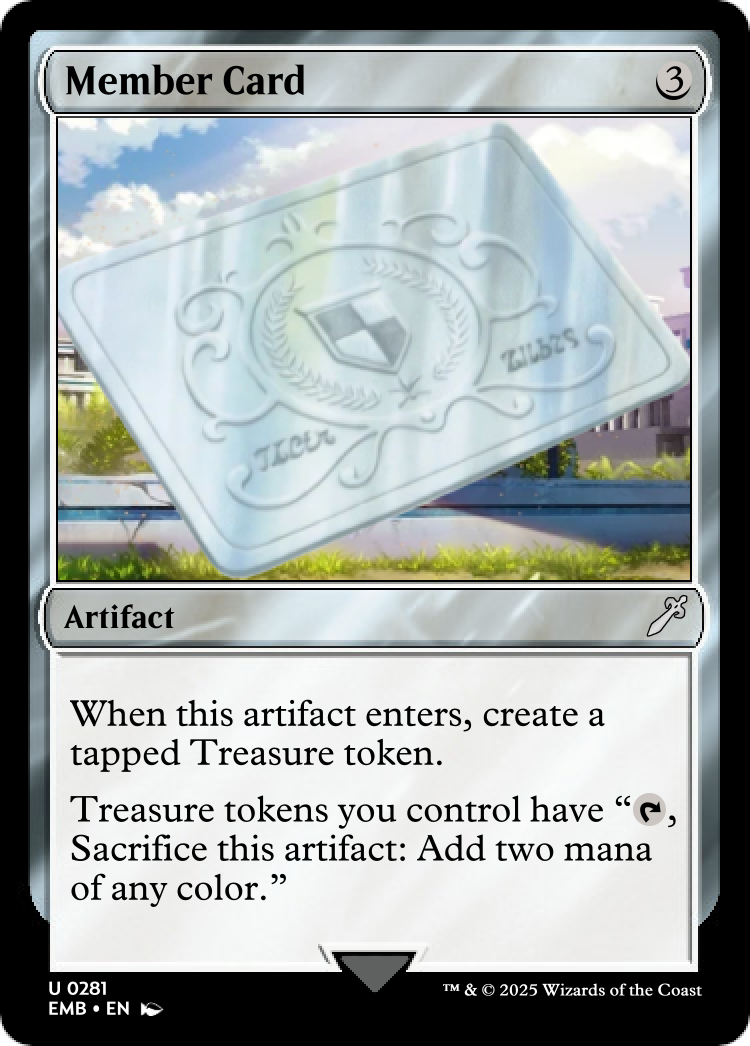 Member Card
3
Artifact
When this artifact enters, create a
tapped Treasure token.
Treasure tokens you control have “,
Sacrifice this artifact: Add two mana
of any color.”
U 0281
EMB • EN
™ & © 2025 Wizards of the Coast